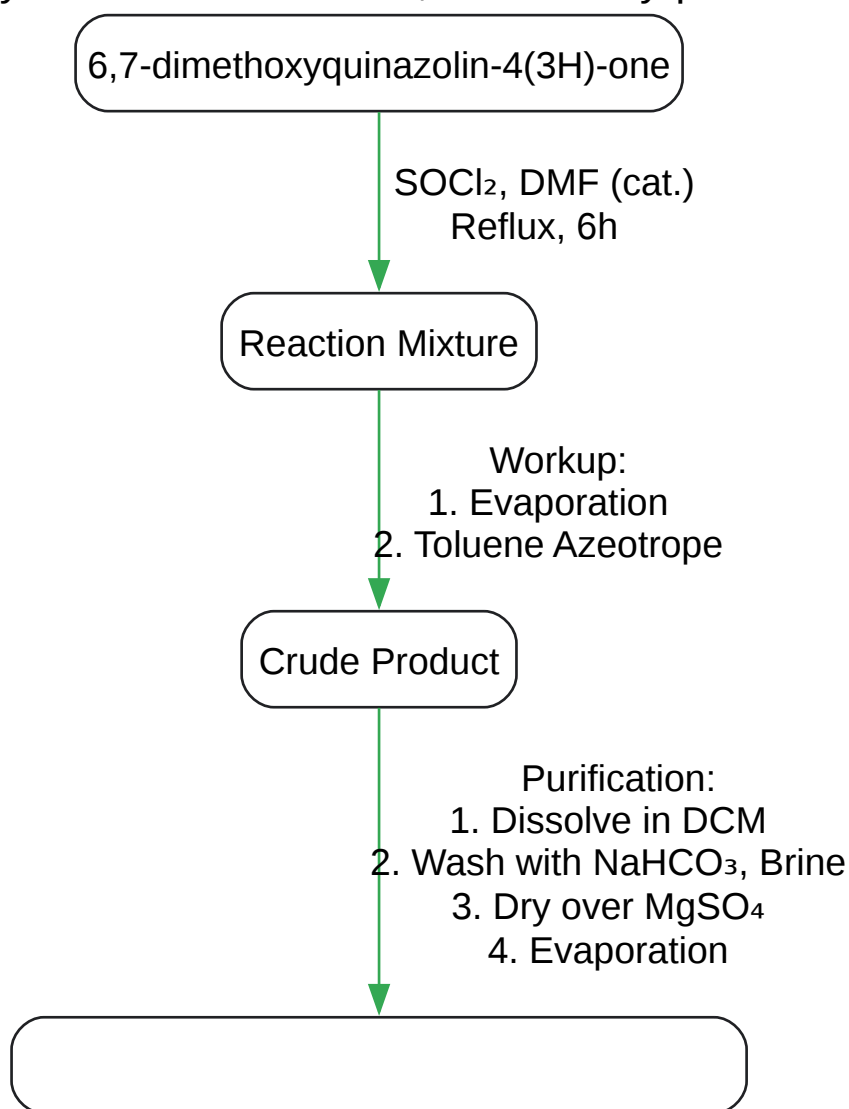 6,7-dimethoxyquinazolin-4(3H)-one
SOCl₂, DMF (cat.)
Reflux, 6h
Reaction Mixture
Workup:
1. Evaporation
2. Toluene Azeotrope
Crude Product
Purification:
1. Dissolve in DCM
2. Wash with NaHCO₃, Brine
3. Dry over MgSO₄
4. Evaporation